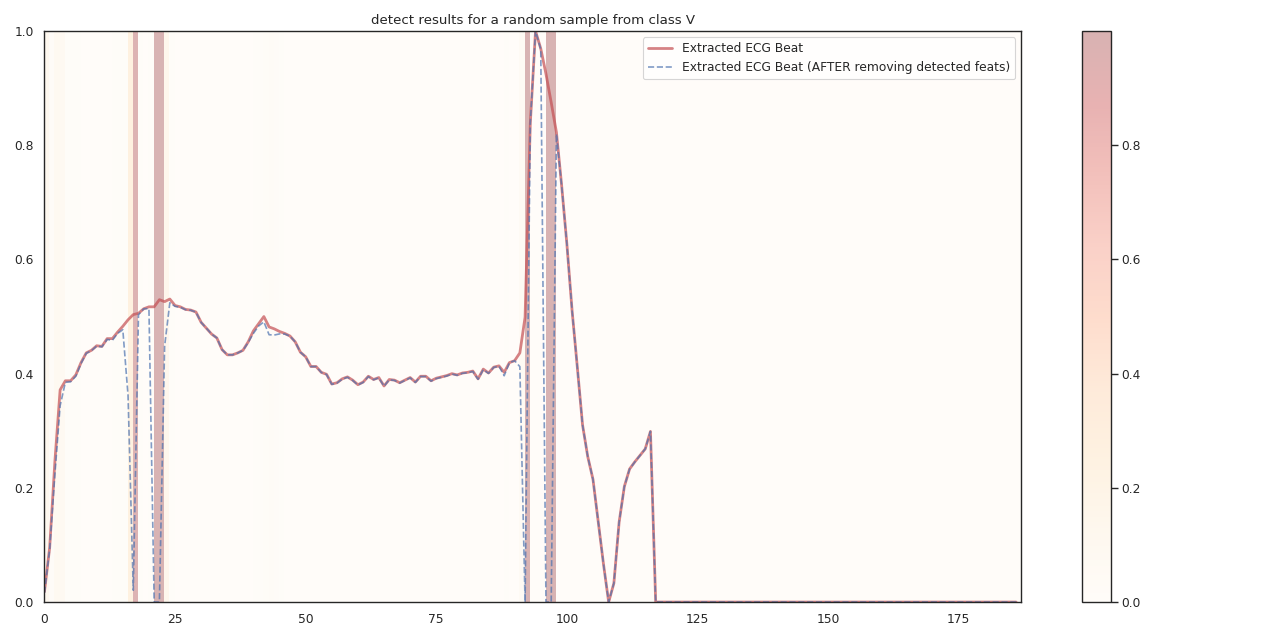 detect results for a random sample from class V
Extracted ECG Beat
Extracted ECG Beat (AFTER removing detected feats)
1.0
0.8
0.6
0.4
0.2
0.0
0 25 50 75 100 125 150 175
0.8
0.6
0.4
0.2
0.0